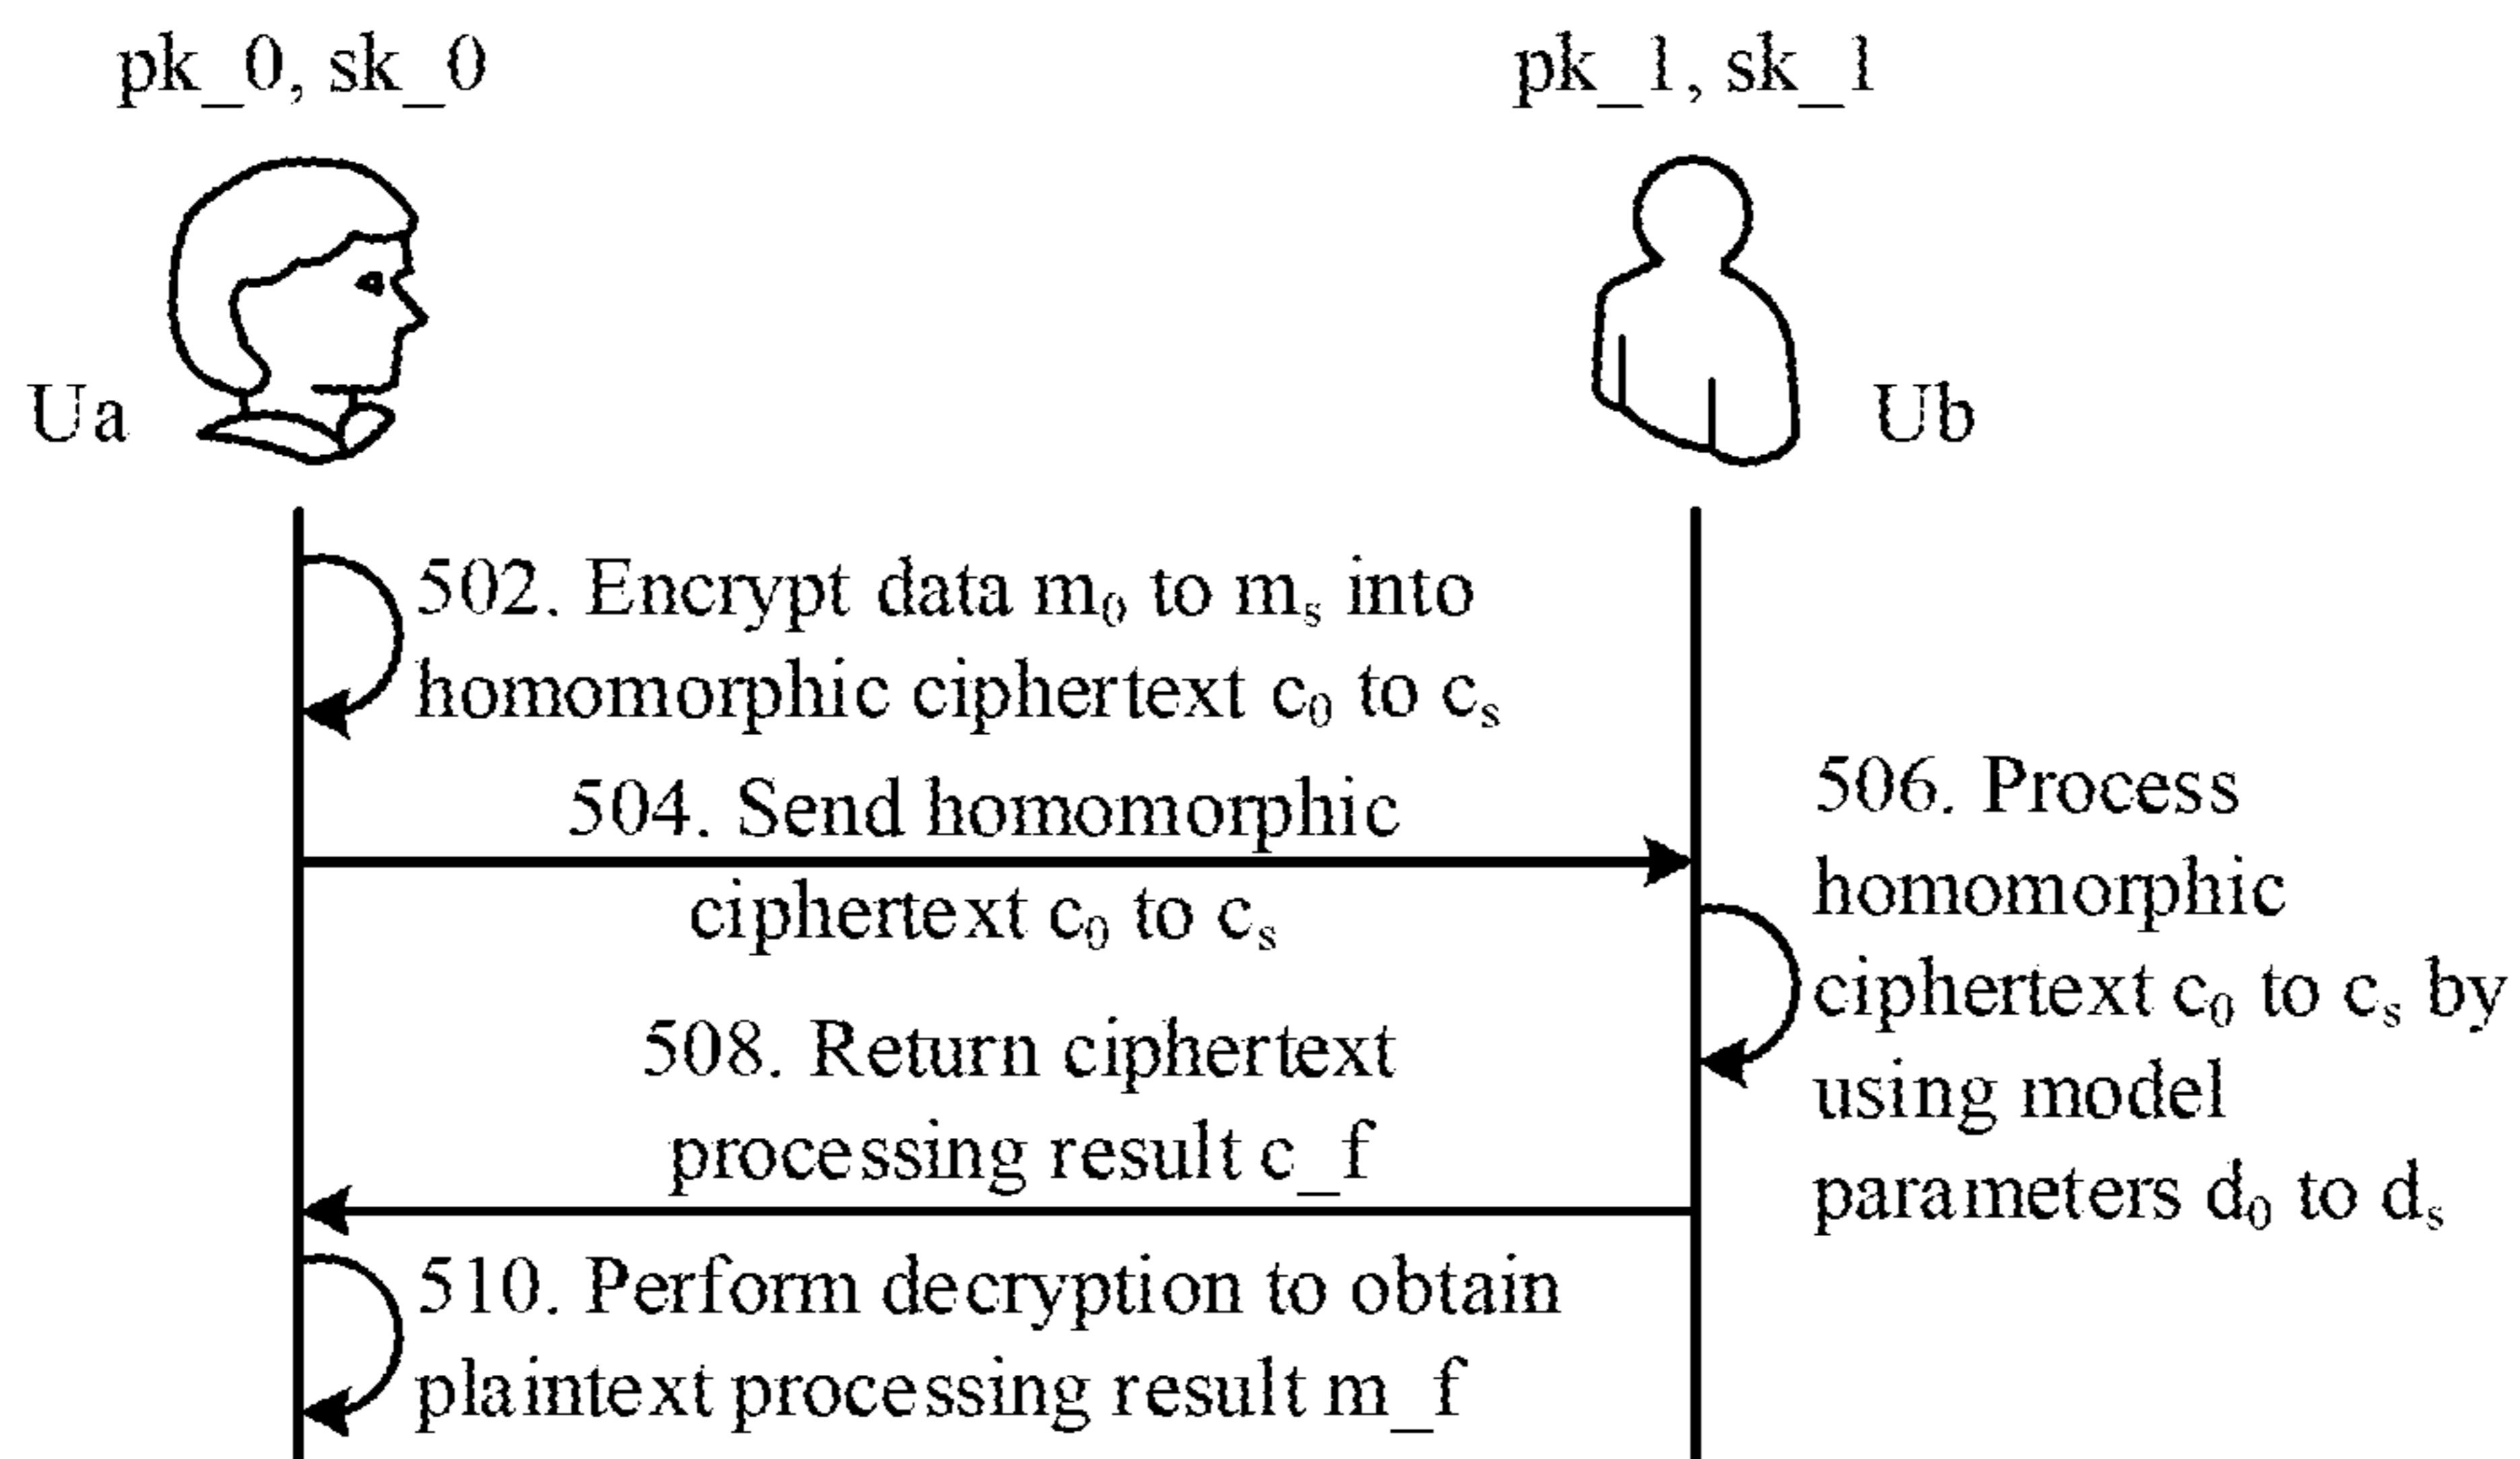 pk_0, sk_0
pk_1, sk_1
Ua
Ub
502. Encrypt data m₀ to mₛ into
homomorphic ciphertext c₀ to cₛ
504. Send homomorphic
ciphertext c₀ to cₛ
506. Process
homomorphic
ciphertext c₀ to cₛ by
using model
parameters d₀ to dₛ
508. Return ciphertext
processing result c_f
510. Perform decryption to obtain
plaintext processing result m_f